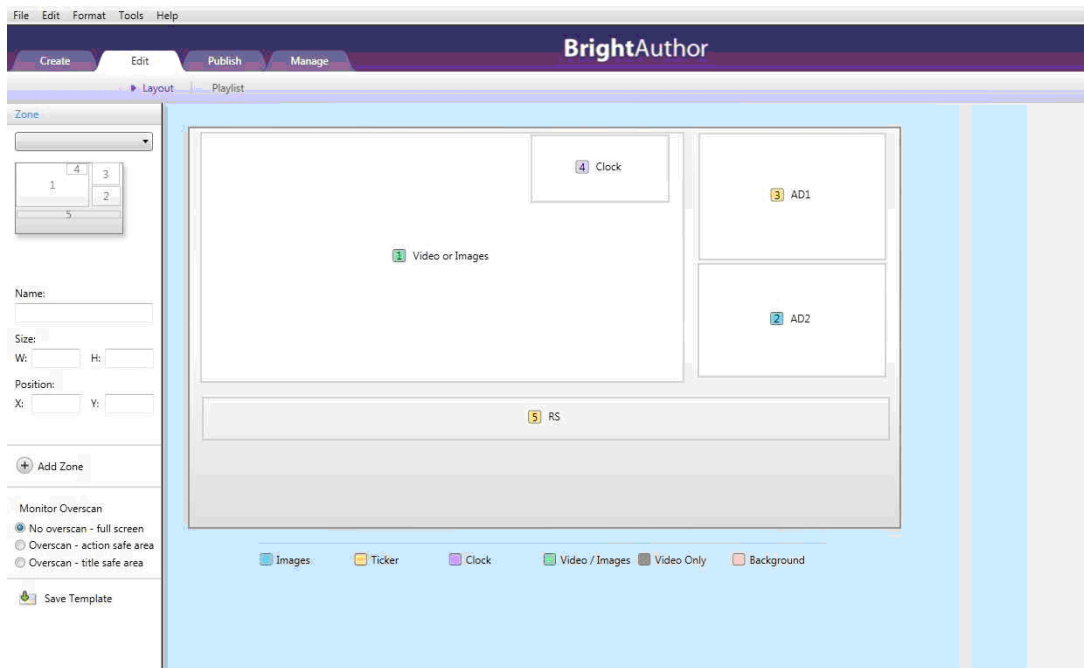 File Edit Format Tools Help
BrightAuthor
Create Edit Publish Manage
Layout Playlist
Zone
4
1
3
2
5
Name:
Size:
W: H:
Position:
X: Y:
Add Zone
Monitor Overscan
No overscan - full screen
Overscan - action safe area
Overscan - title safe area
Save Template
4 Clock
3 AD1
1 Video or Images
2 AD2
5 RS
Images Ticker Clock Video / Images Video Only Background